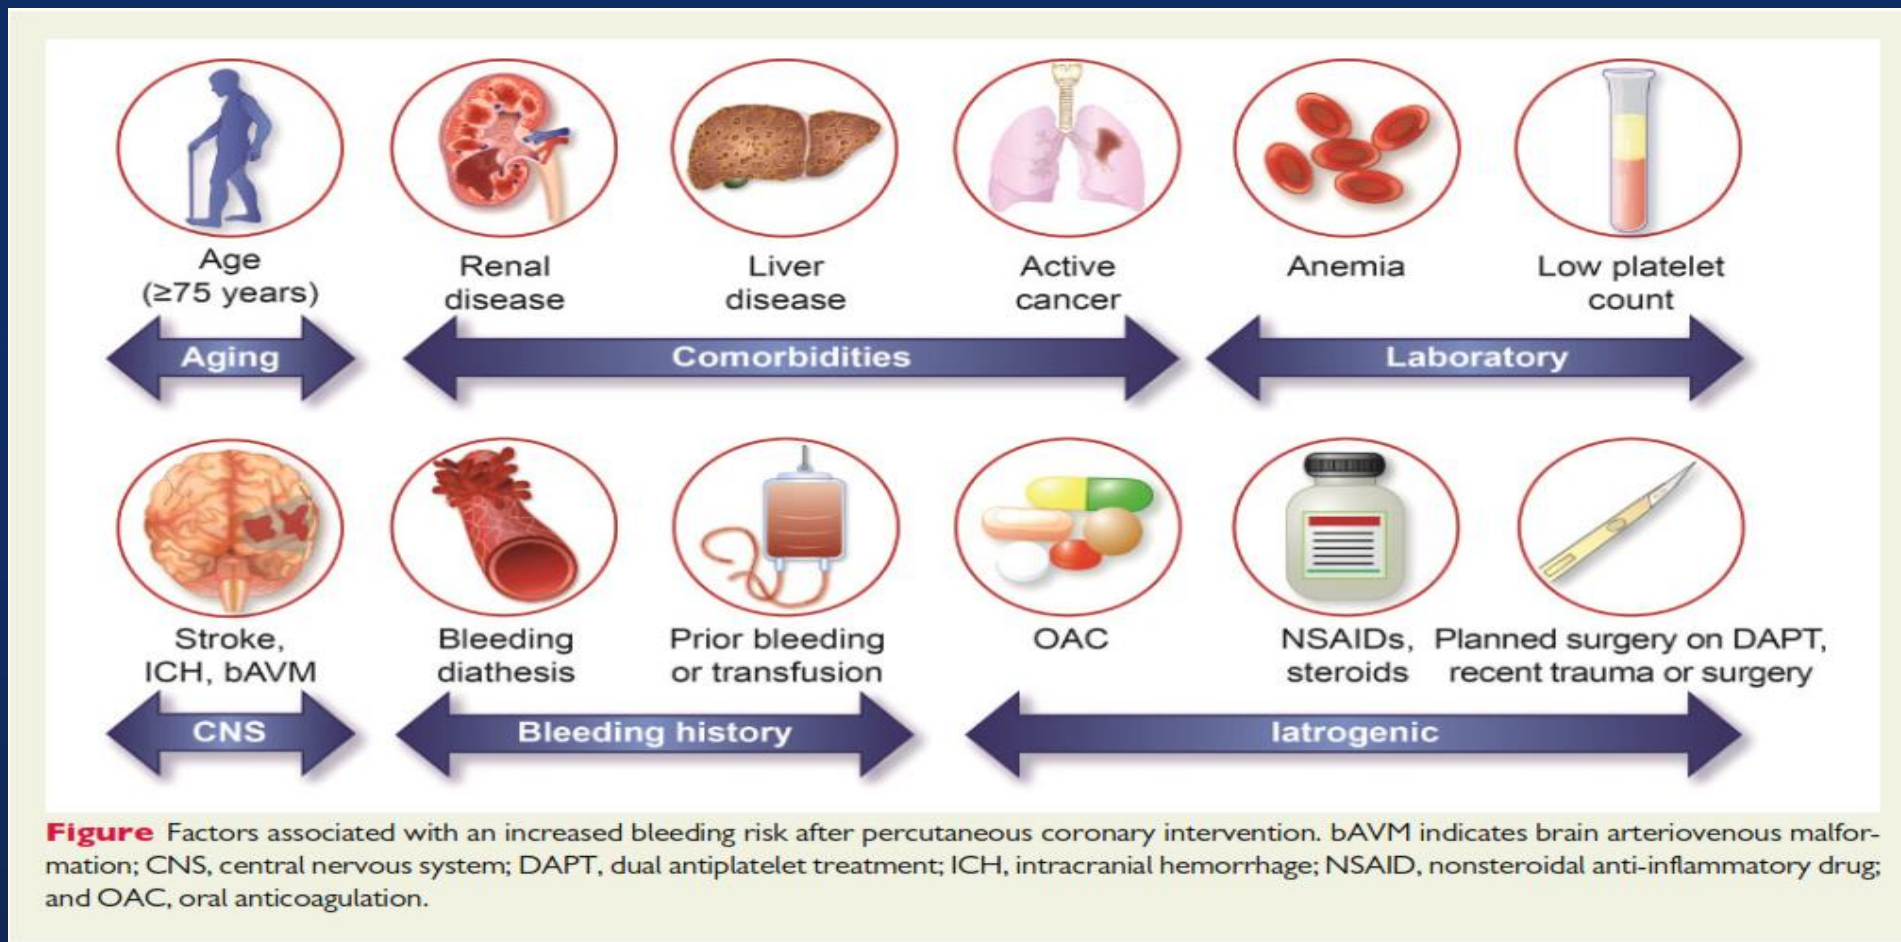 Age
(≥75 years)
Renal
disease
Liver
disease
Active
cancer
Anemia
Low platelet
count
Aging
Comorbidities
Laboratory
Stroke,
ICH, bAVM
Bleeding
diathesis
Prior bleeding
or transfusion
OAC
NSAIDs,
steroids
Planned surgery on DAPT,
recent trauma or surgery
CNS
Bleeding history
Iatrogenic
Figure Factors associated with an increased bleeding risk after percutaneous coronary intervention. bAVM indicates brain arteriovenous malfor-
mation; CNS, central nervous system; DAPT, dual antiplatelet treatment; ICH, intracranial hemorrhage; NSAID, nonsteroidal anti-inflammatory drug;
and OAC, oral anticoagulation.